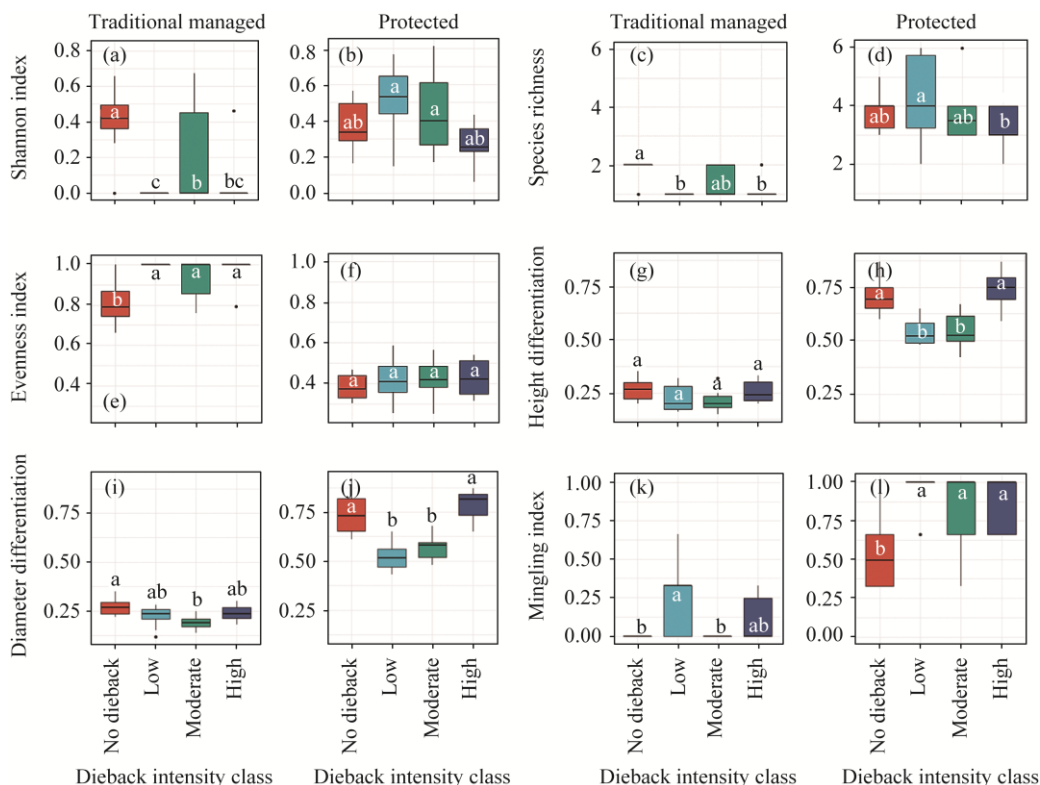 Traditional managed Protected Traditional managed Protected
Shannon index
0.8
0.6
0.4
0.2
0.0
(a)
a c b bc
0.8
0.6
0.4
0.2
0.0
(b)
ab a a ab
Species richness
6
4
2
(c)
a b ab b
6
4
2
(d)
ab a ab b
Evenness index
1.0
0.8
0.6
0.4
(e)
b a a a
1.0
0.8
0.6
0.4
(f)
a a a a
Height differentiation
0.75
0.50
0.25
(g)
a a a a
0.75
0.50
0.25
(h)
a b b a
Diameter differentiation
0.75
0.50
0.25
(i)
a ab b ab
0.75
0.50
0.25
(j)
a b b a
Mingling index
1.00
0.75
0.50
0.25
0.00
(k)
b a b ab
1.00
0.75
0.50
0.25
0.00
(l)
b a a a
No dieback Low Moderate High No dieback Low Moderate High No dieback Low Moderate High No dieback Low Moderate High
Dieback intensity class Dieback intensity class Dieback intensity class Dieback intensity class